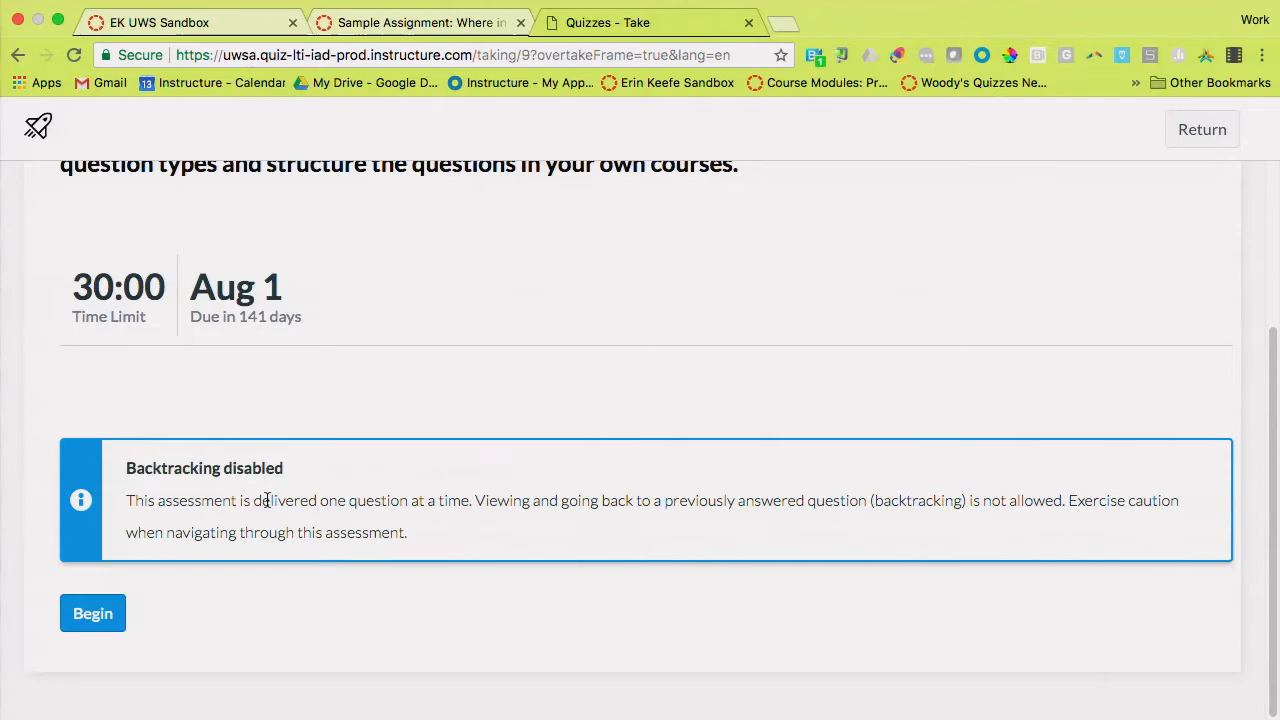 EK UWS Sandbox
Sample Assignment: Where in
Quizzes - Take
Work
Secure
https://uwsa.quiz-lti-iad-prod.instructure.com/taking/9?overtakeFrame=true&lang=en
Apps
Gmail
13
Instructure - Calendar
My Drive - Google D...
Instructure - My App...
Erin Keefe Sandbox
Course Modules: Pr...
Woody's Quizzes Ne...
»
Other Bookmarks
Return
question types and structure the questions in your own courses.
30:00
Time Limit
Aug 1
Due in 141 days
Backtracking disabled
This assessment is delivered one question at a time. Viewing and going back to a previously answered question (backtracking) is not allowed. Exercise caution
when navigating through this assessment.
Begin